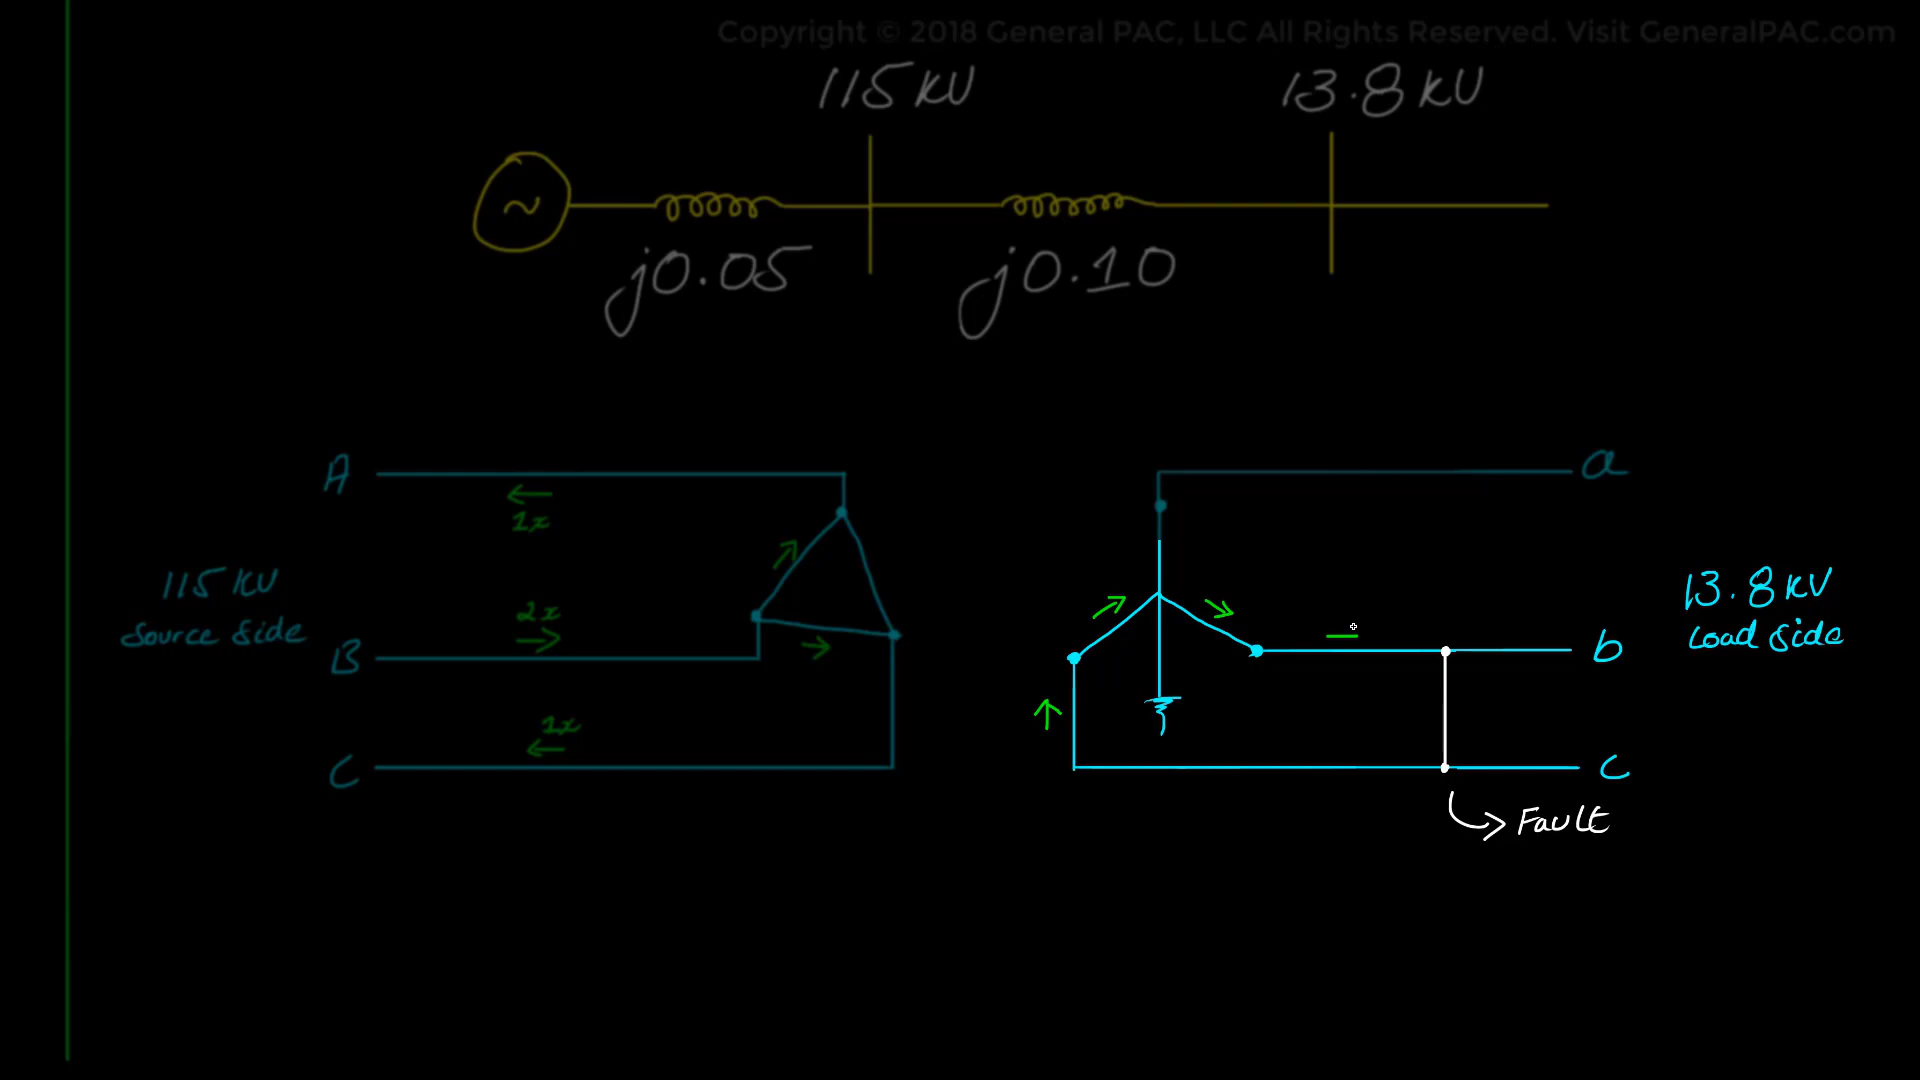 Copyright © 2018 General PAC, LLC All Rights Reserved. Visit GeneralPAC.com
115 kV
13.8 kV
~
j0.05
j0.10
A
a
1x
115 kV
Source Side
2x
B
b
13.8 kV
Load Side
1x
C
c
Fault